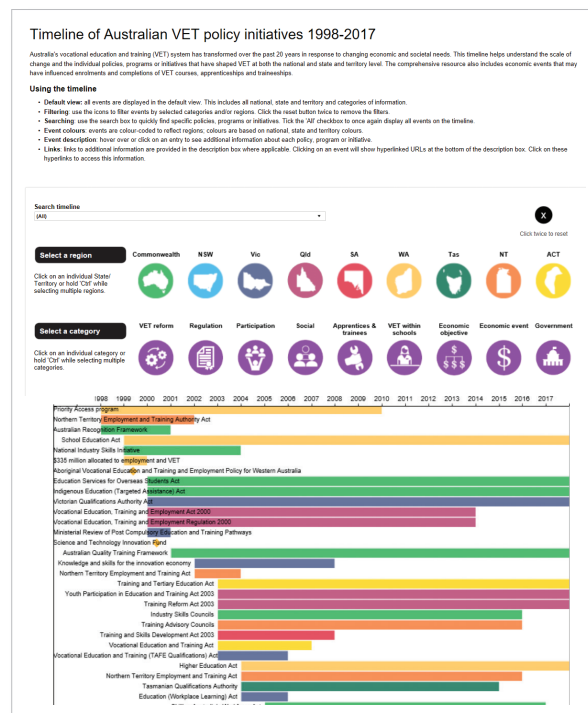 Timeline of Australian VET policy initiatives 1998-2017
Australia's vocational education and training (VET) system has transformed over the past 20 years in response to changing economic and societal needs. This timeline helps understand the scale of
change and the individual policies, programs or initiatives that have shaped VET at both the national and state and territory level. The comprehensive resource also includes economic events that may
have influenced enrolments and completions of VET courses, apprenticeships and traineeships.
Using the timeline
• Default view: all events are displayed in the default view. This includes all national, state and territory and categories of information.
• Filtering: use the icons to filter events by selected categories and/or regions. Click the reset button twice to remove the filters.
• Searching: use the search box to quickly find specific policies, programs or initiatives. Tick the 'All' checkbox to once again display all events on the timeline.
• Event colours: events are colour-coded to reflect regions; colours are based on national, state and territory colours.
• Event description: hover over or click on an entry to see additional information about each policy, program or initiative.
• Links: links to additional information are provided in the description box where applicable. Clicking on an event will show hyperlinked URLs at the bottom of the description box. Click on these
hyperlinks to access this information.
Search timeline
(All)
X
Click twice to reset
Select a region
Commonwealth NSW Vic Qld SA WA Tas NT ACT
Click on an individual State/
Territory or hold 'Ctrl' while
selecting multiple regions.
Select a category
VET reform Regulation Participation Social Apprentices & trainees VET within schools Economic objective Economic event Government
Click on an individual category or
hold 'Ctrl' while selecting multiple
categories.
1998 1999 2000 2001 2002 2003 2004 2005 2006 2007 2008 2009 2010 2011 2012 2013 2014 2015 2016 2017
Priority Access program
Northern Territory Employment and Training Authority Act
Australian Recognition Framework
School Education Act
National Industry Skills Initiative
$335 million allocated to employment and VET
Aboriginal Vocational Education and Training and Employment Policy for Western Australia
Education Services for Overseas Students Act
Indigenous Education (Targeted Assistance) Act
Victorian Qualifications Authority Act
Vocational Education, Training and Employment Act 2000
Vocational Education, Training and Employment Regulation 2000
Ministerial Review of Post Compulsory Education and Training Pathways
Science and Technology Innovation Fund
Australian Quality Training Framework
Knowledge and skills for the innovation economy
Northern Territory Employment and Training Act
Training and Tertiary Education Act
Youth Participation in Education and Training Act 2003
Training Reform Act 2003
Industry Skills Councils
Training Advisory Councils
Training and Skills Development Act 2003
Vocational Education and Training Act
Vocational Education and Training (TAFE Qualifications) Act
Higher Education Act
Northern Territory Employment and Training Act
Tasmanian Qualifications Authority
Education (Workplace Learning) Act